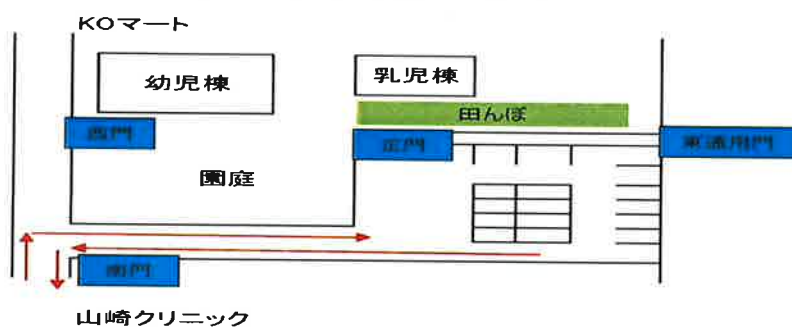 KOマート
幼児棟
乳児棟
田んぼ
西門
正門
東通用門
園庭
南門
山崎クリニック